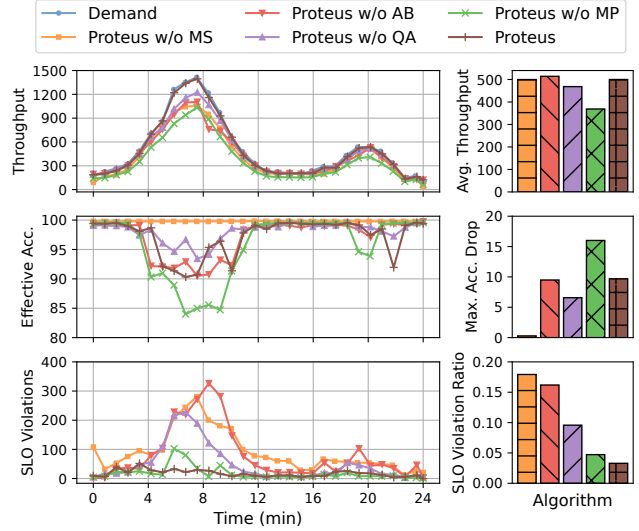 Demand
Proteus w/o AB
Proteus w/o MP
Proteus w/o MS
Proteus w/o QA
Proteus
Throughput
1500
1200
900
600
300
0
Avg. Throughput
500
400
300
200
100
0
Effective Acc.
100
95
90
85
80
Max. Acc. Drop
20
15
10
5
0
SLO Violations
400
300
200
100
0
0
4
8
12
16
20
24
Time (min)
SLO Violation Ratio
0.20
0.15
0.10
0.05
0.00
Algorithm